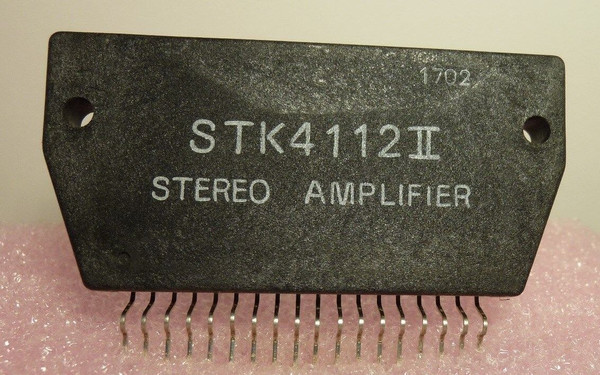 1702
STK4112II
STEREO AMPLIFIER